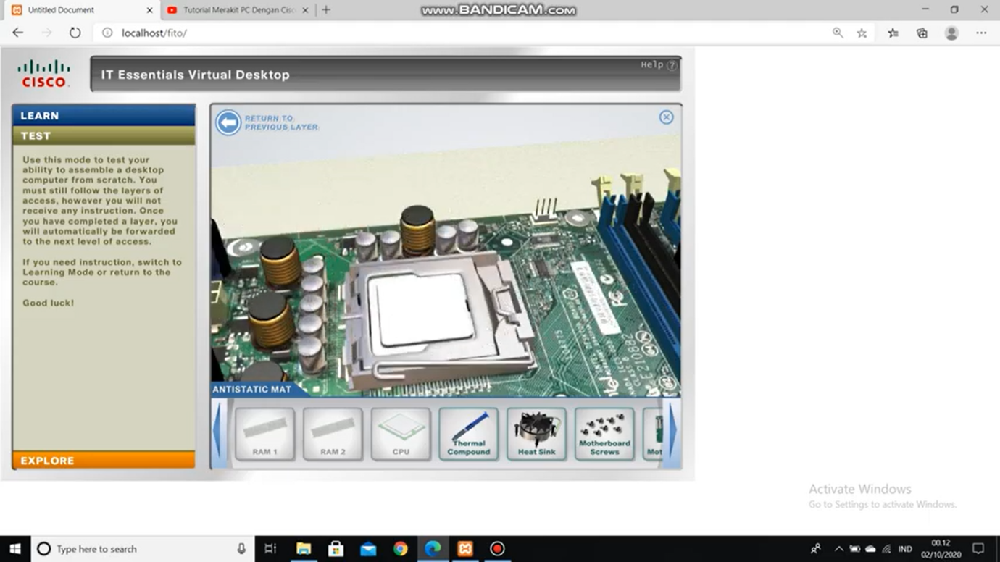 Untitled Document
Tutorial Merakit PC Dengan Cisc
www.BANDICAM.com
localhost/fito/
CISCO
IT Essentials Virtual Desktop
Help ?
LEARN
TEST
Use this mode to test your
ability to assemble a desktop
computer from scratch. You
must still follow the layers of
access, however you will not
receive any instruction. Once
you have completed a layer, you
will automatically be forwarded
to the next level of access.
If you need instruction, switch to
Learning Mode or return to the
course.
Good luck!
EXPLORE
RETURN TO
PREVIOUS LAYER
E210882
intel
ANTISTATIC MAT
RAM 1
RAM 2
CPU
Thermal
Compound
Heat Sink
Motherboard
Screws
Mot
Activate Windows
Go to Settings to activate Windows.
Type here to search
IND
00.12
02/10/2020